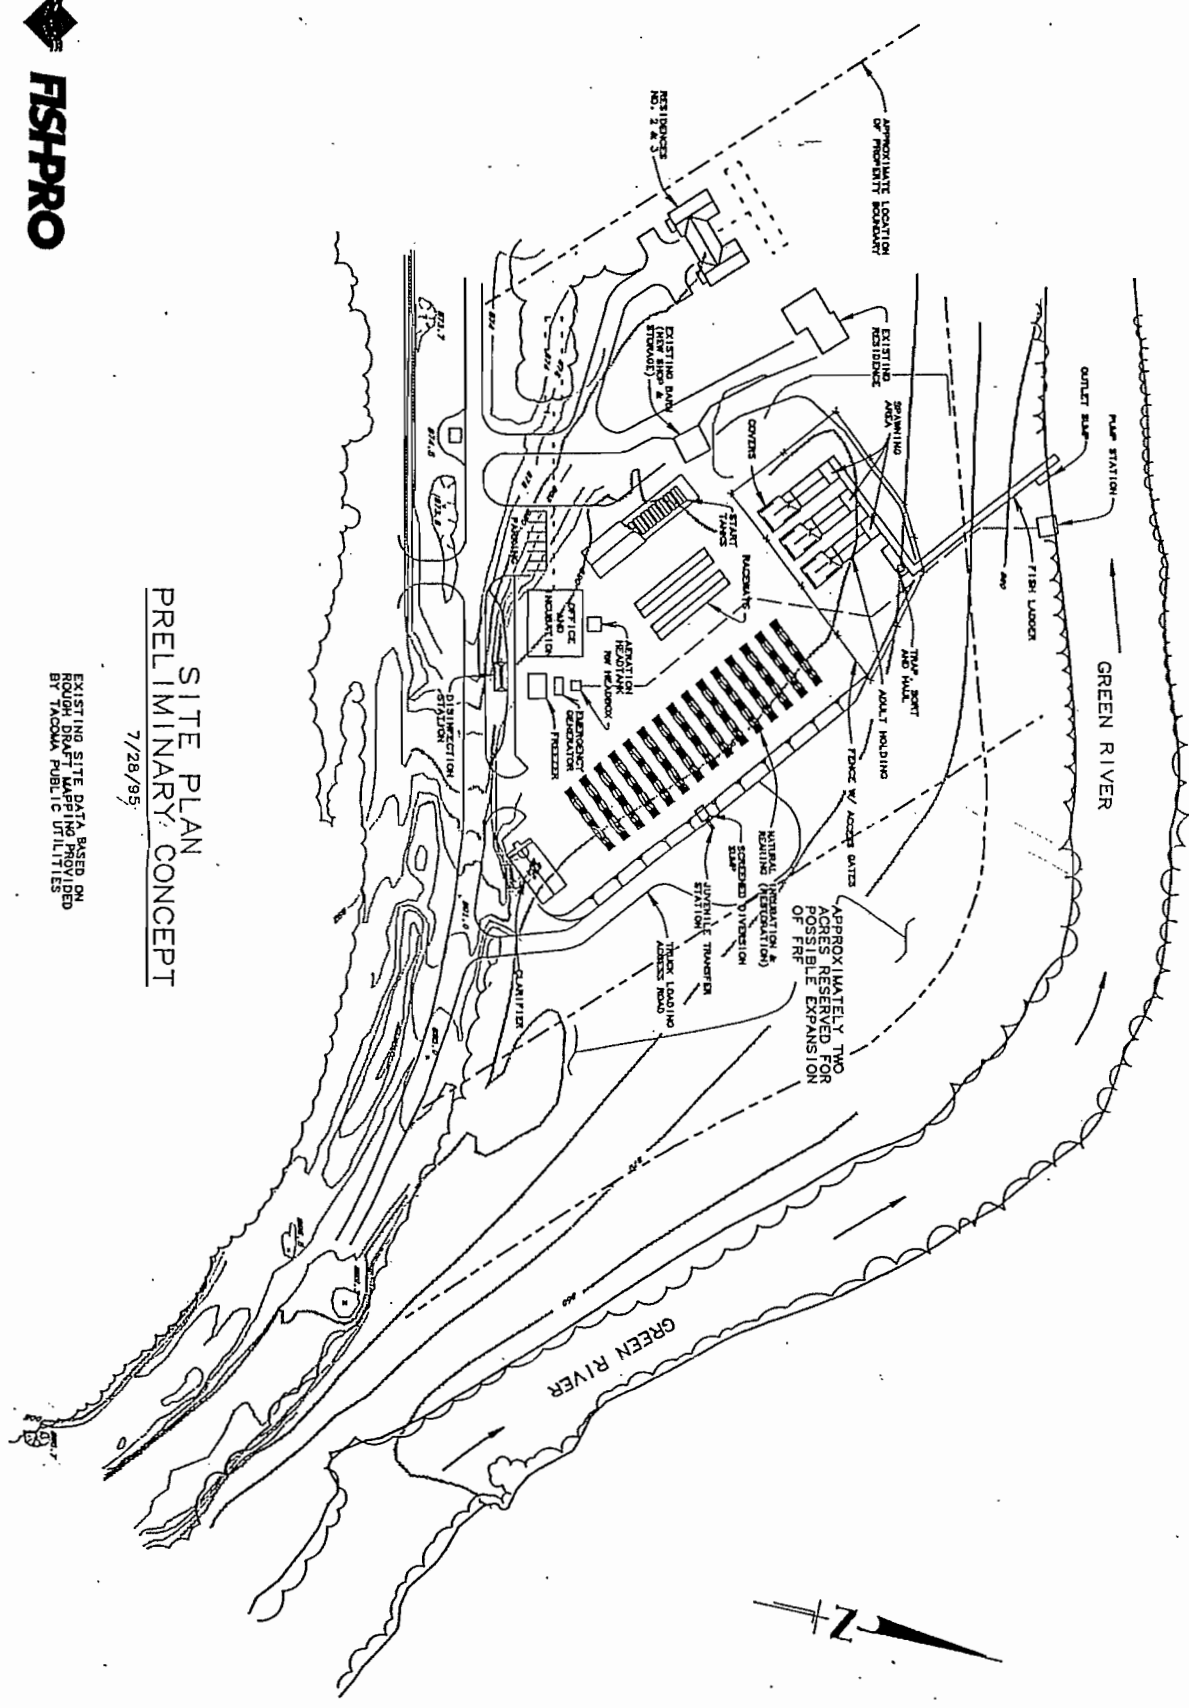 FISHPRO
SITE PLAN
PRELIMINARY CONCEPT
7/28/95
EXISTING SITE DATA BASED ON
ROUGH DRAFT MAPPING PROVIDED
BY TACOMA PUBLIC UTILITIES
RESIDENCES
NO. 2 & 3
APPROXIMATE LOCATION
OF PROPERTY BOUNDARY
EXISTING
RESIDENCE
EXISTING BARN
(NEW SHOP &
STORAGE)
SPAWNING
AREA
COVERS
OUTLET SUMP
PUMP STATION
FISH LADDER
860
GREEN RIVER
START
TANKS
RACEWAYS
PARKING
OFFICE
AND
INCUBATION
AERATION
HEADTANK
RW HEADBOX
EMERGENCY
GENERATOR
FREEZER
DISINFECTION
STATION
TRAP, SORT
AND HAUL
ADULT HOLDING
FENCE W/ ACCESS GATES
NATURAL INCUBATION &
REARING (RESTORATION)
SCREENED DIVERSION
SUMP
JUVENILE TRANSFER
STATION
TRUCK LOADING
ACCESS ROAD
CLARIFIER
APPROXIMATELY TWO
ACRES RESERVED FOR
POSSIBLE EXPANSION
OF FRF
870
860
GREEN RIVER
N